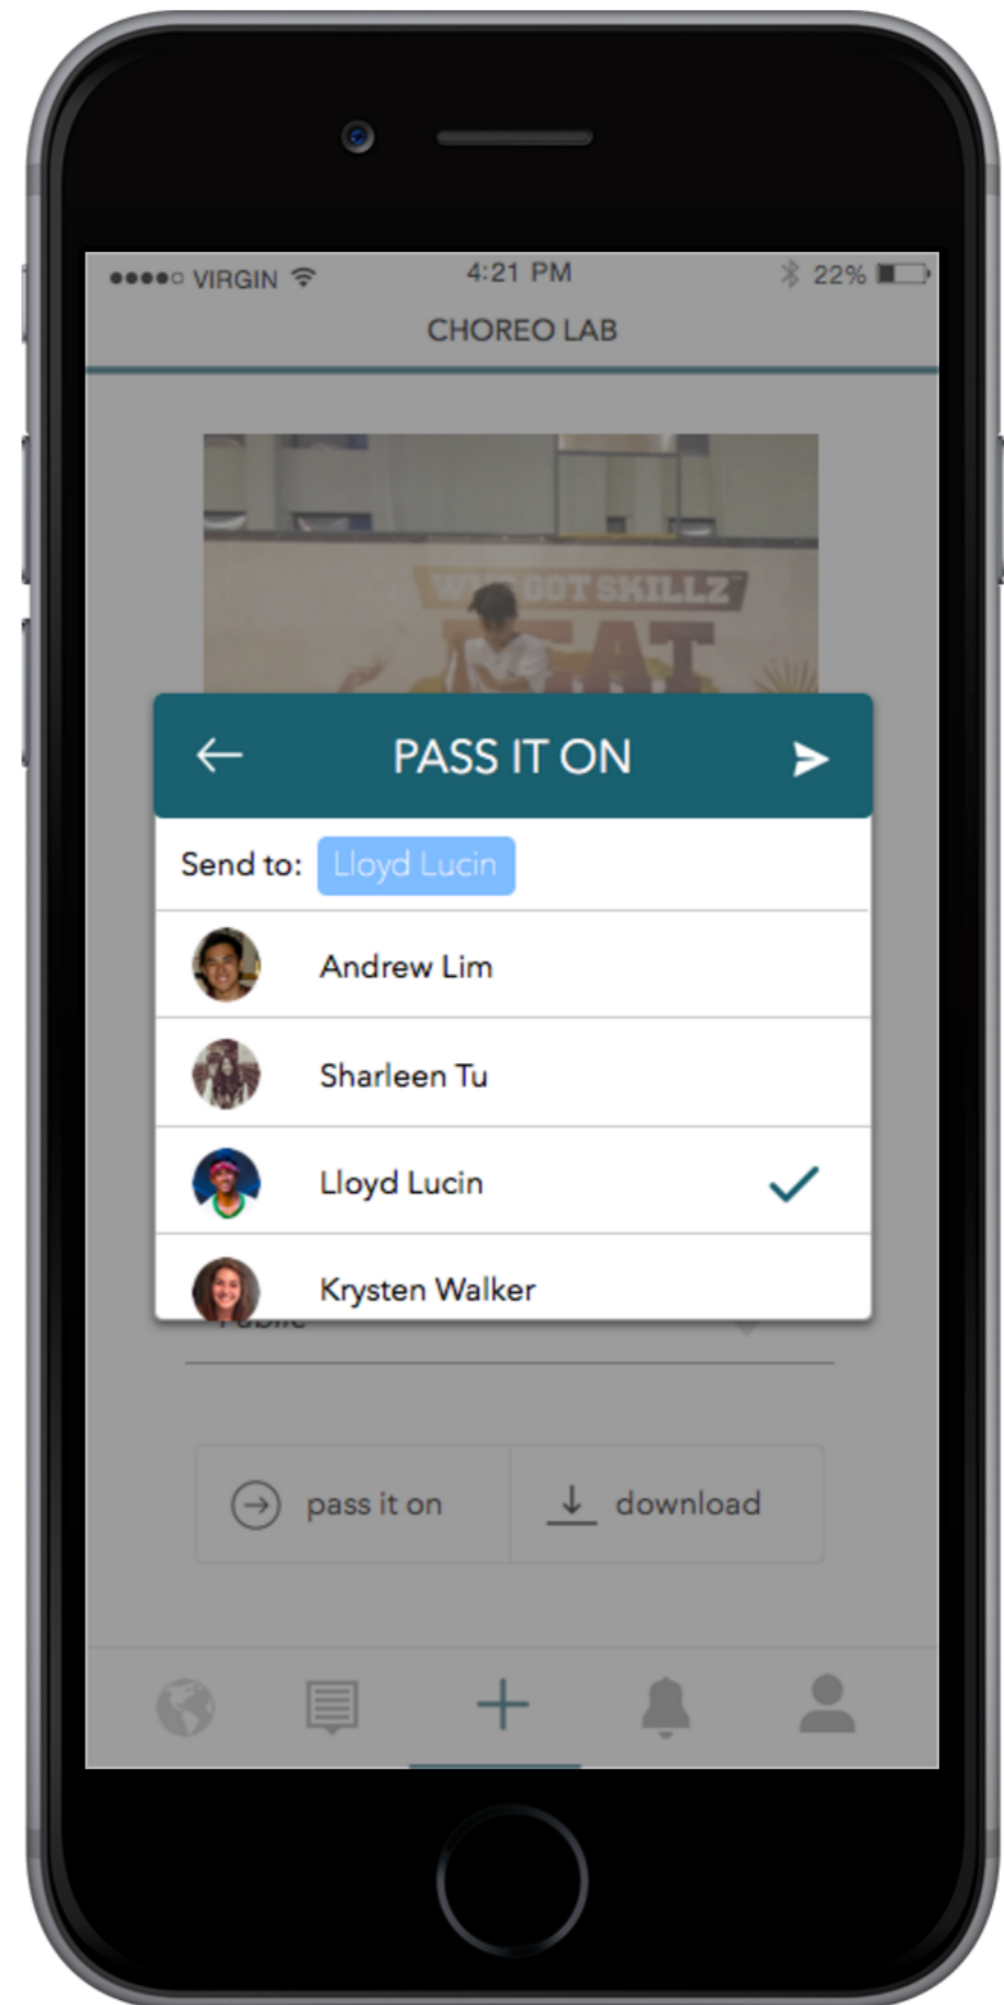 VIRGIN 4:21 PM 22%
CHOREO LAB
GOT SKILLZ
PASS IT ON
Send to: Lloyd Lucin
Andrew Lim
Sharleen Tu
Lloyd Lucin
Krysten Walker
Public
pass it on download